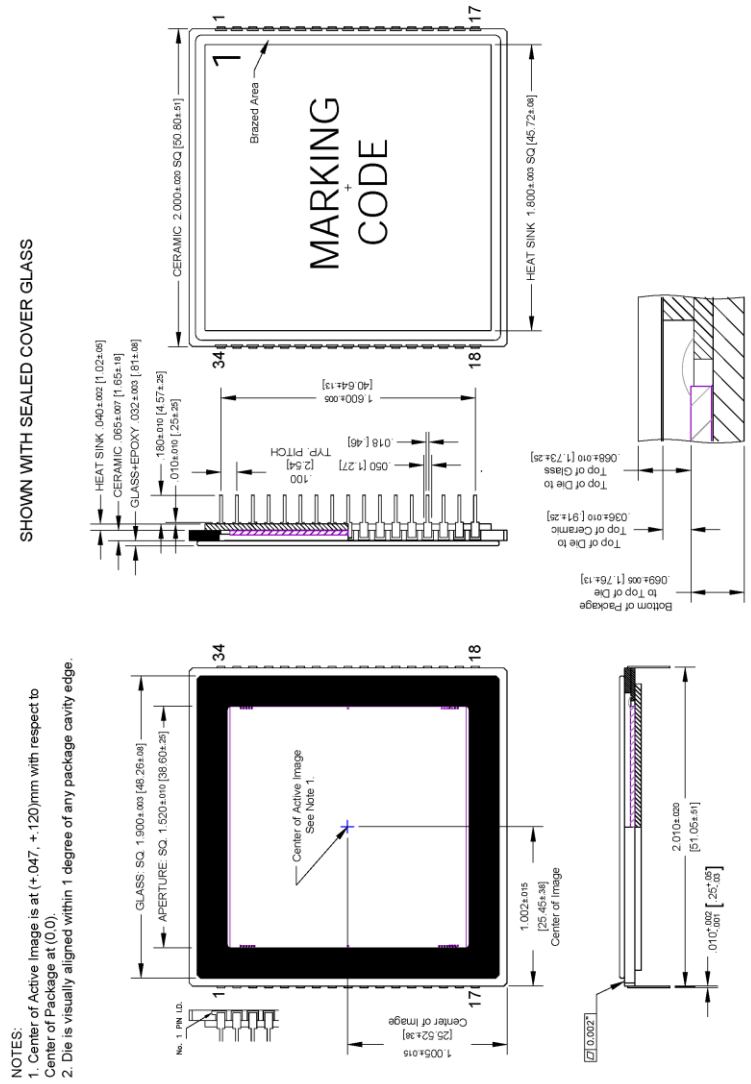 SHOWN WITH SEALED COVER GLASS
CERAMIC 2.000±.020 SQ [50.80±.51]
1
17
1
Brazed Area
MARKING
+
CODE
34
18
HEAT SINK 1.800±.003 SQ [45.72±.08]
HEAT SINK .040±.002 [1.02±.05]
CERAMIC .065±.007 [1.65±.18]
GLASS+EPOXY .032±.003 [.81±.08]
.180±.010 [4.57±.25]
.010±.010 [.25±.25]
1.600±.005
[40.64±.13]
.100
[2.54]
TYP. PITCH
.018 [.46]
.050 [1.27]
Top of Die to
Top of Glass
.068±.010 [1.73±.25]
Top of Die to
Top of Ceramic
.036±.010 [.91±.25]
Bottom of Package
to Top of Die
.069±.005 [1.76±.13]
NOTES:
1. Center of Active Image is at (+.047, +.120)mm with respect to
Center of Package at (0,0).
2. Die is visually aligned within 1 degree of any package cavity edge.
GLASS: SQ. 1.900±.003 [48.26±.08]
APERTURE: SQ. 1.520±.010 [38.60±.25]
34
18
1
17
Center of Active Image
See Note 1.
No. 1 PIN I.D.
1.002±.015
[25.45±.38]
Center of Image
1.005±.015
[25.52±.38]
Center of Image
2.010±.020
[51.05±.51]
.010+.002-.001 [.25+.05-.03]
0.002"